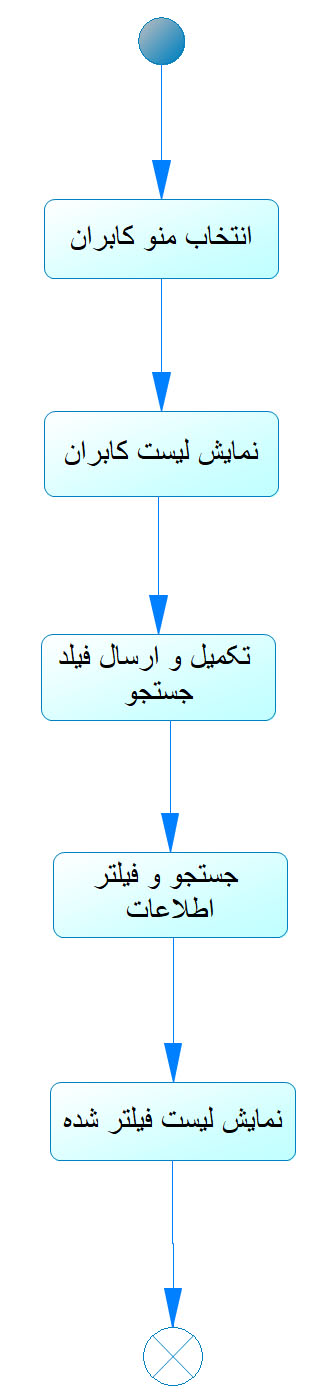 انتخاب منو کابران
نمایش لیست کابران
تکمیل و ارسال فیلد
جستجو
جستجو و فیلتر
اطلاعات
نمایش لیست فیلتر شده